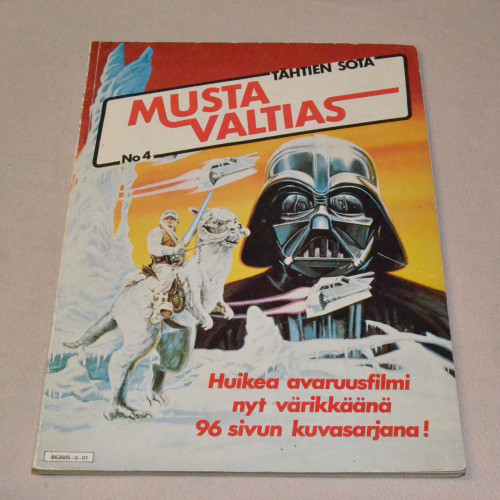 TÄHTIEN SOTA
MUSTA
VALTIAS
No 4
Huikea avaruusfilmi
nyt värikkäänä
96 sivun kuvasarjana!